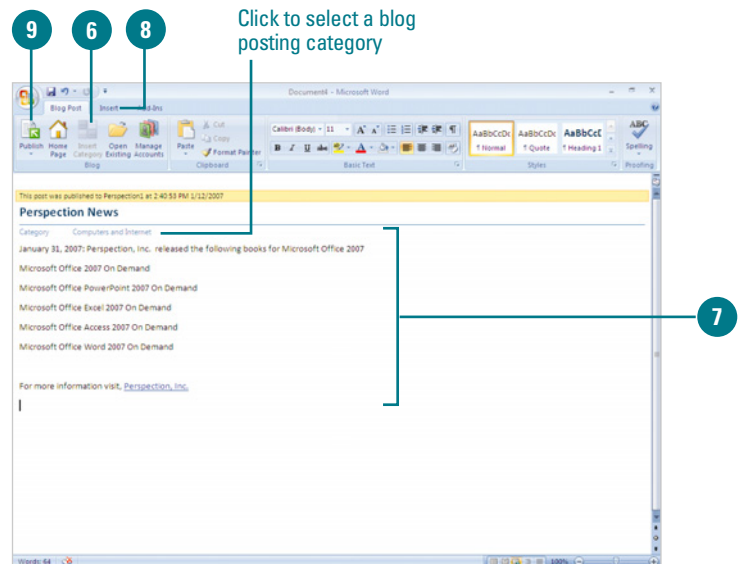 9
6
8
Click to select a blog
posting category
Document4 - Microsoft Word
Blog Post Insert Add-Ins
Publish
Home Page
Insert Category
Open Existing
Manage Accounts
Blog
Paste
Cut
Copy
Format Painter
Clipboard
Calibri (Body) 11
B I U abc
Basic Text
AaBbCcDc AaBbCcDc AaBbCcC
¶ Normal ¶ Quote ¶ Heading 1
Styles
ABC
Spelling
Proofing
This post was published to Perspection1 at 2:40:53 PM 1/12/2007
Perspection News
Category Computers and Internet
January 31, 2007: Perspection, Inc. released the following books for Microsoft Office 2007
Microsoft Office 2007 On Demand
Microsoft Office PowerPoint 2007 On Demand
Microsoft Office Excel 2007 On Demand
Microsoft Office Access 2007 On Demand
Microsoft Office Word 2007 On Demand
7
For more information visit, Perspection, Inc.
Words: 64
100%